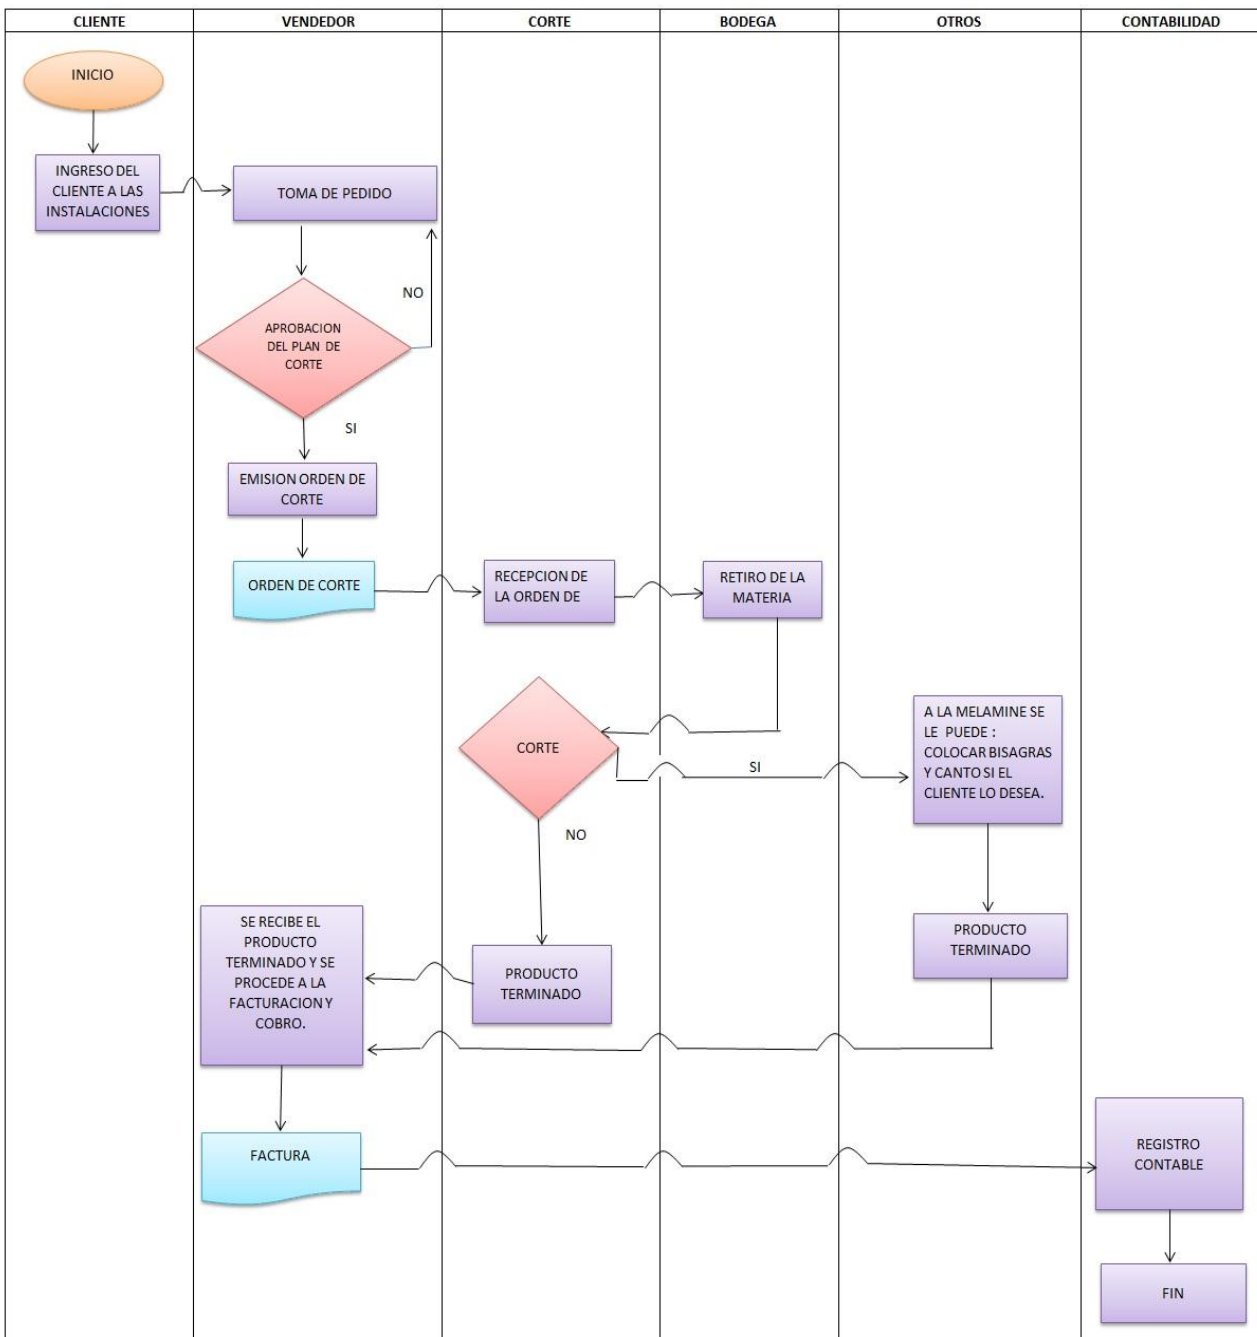 CLIENTE
VENDEDOR
CORTE
BODEGA
OTROS
CONTABILIDAD
INICIO
INGRESO DEL
CLIENTE A LAS
INSTALACIONES
TOMA DE PEDIDO
NO
APROBACION
DEL PLAN DE
CORTE
SI
EMISION ORDEN DE
CORTE
ORDEN DE CORTE
RECEPCION DE
LA ORDEN DE
RETIRO DE LA
MATERIA
CORTE
SI
A LA MELAMINE SE
LE PUEDE :
COLOCAR BISAGRAS
Y CANTO SI EL
CLIENTE LO DESEA.
NO
SE RECIBE EL
PRODUCTO
TERMINADO Y SE
PROCEDE A LA
FACTURACION Y
COBRO.
PRODUCTO
TERMINADO
PRODUCTO
TERMINADO
FACTURA
REGISTRO
CONTABLE
FIN